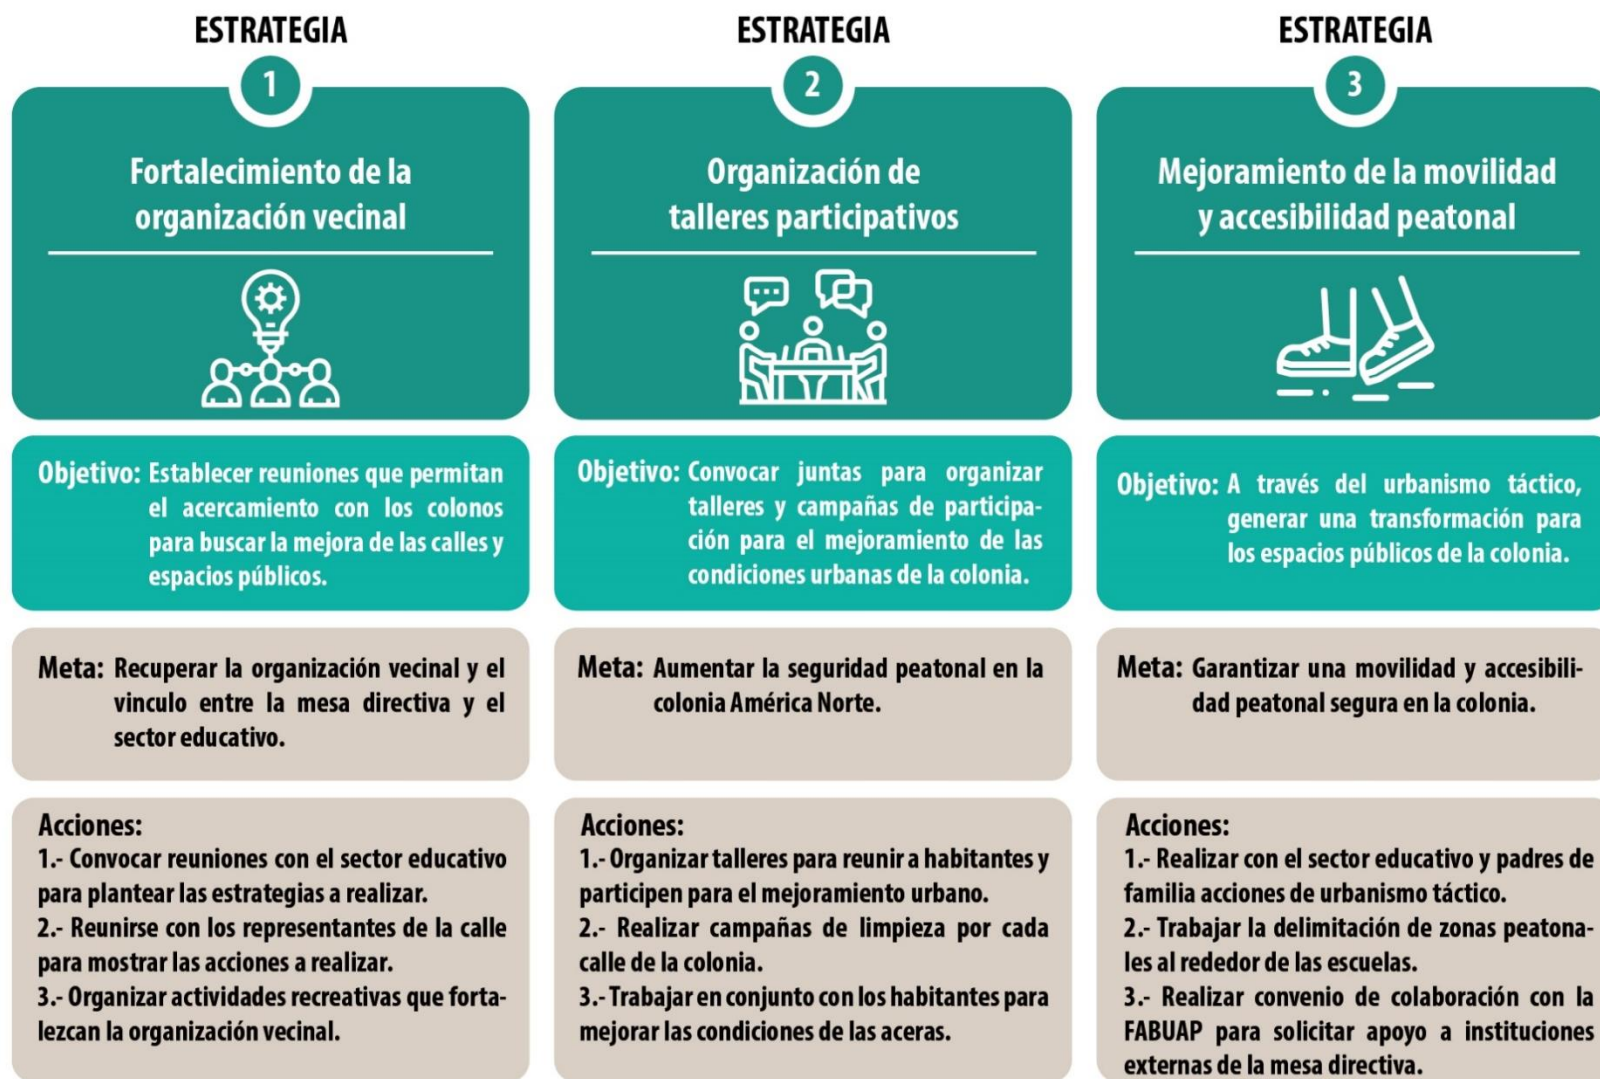 ESTRATEGIA
1
Fortalecimiento de la
organización vecinal
Objetivo: Establecer reuniones que permitan
el acercamiento con los colonos
para buscar la mejora de las calles y
espacios públicos.
Meta: Recuperar la organización vecinal y el
vinculo entre la mesa directiva y el
sector educativo.
Acciones:
1.- Convocar reuniones con el sector educativo
para plantear las estrategias a realizar.
2.- Reunirse con los representantes de la calle
para mostrar las acciones a realizar.
3.- Organizar actividades recreativas que forta-
lezcan la organización vecinal.
ESTRATEGIA
2
Organización de
talleres participativos
Objetivo: Convocar juntas para organizar
talleres y campañas de participa-
ción para el mejoramiento de las
condiciones urbanas de la colonia.
Meta: Aumentar la seguridad peatonal en la
colonia América Norte.
Acciones:
1.- Organizar talleres para reunir a habitantes y
participen para el mejoramiento urbano.
2.- Realizar campañas de limpieza por cada
calle de la colonia.
3.- Trabajar en conjunto con los habitantes para
mejorar las condiciones de las aceras.
ESTRATEGIA
3
Mejoramiento de la movilidad
y accesibilidad peatonal
Objetivo: A través del urbanismo táctico,
generar una transformación para
los espacios públicos de la colonia.
Meta: Garantizar una movilidad y accesibili-
dad peatonal segura en la colonia.
Acciones:
1.- Realizar con el sector educativo y padres de
familia acciones de urbanismo táctico.
2.- Trabajar la delimitación de zonas peatona-
les al rededor de las escuelas.
3.- Realizar convenio de colaboración con la
FABUAP para solicitar apoyo a instituciones
externas de la mesa directiva.